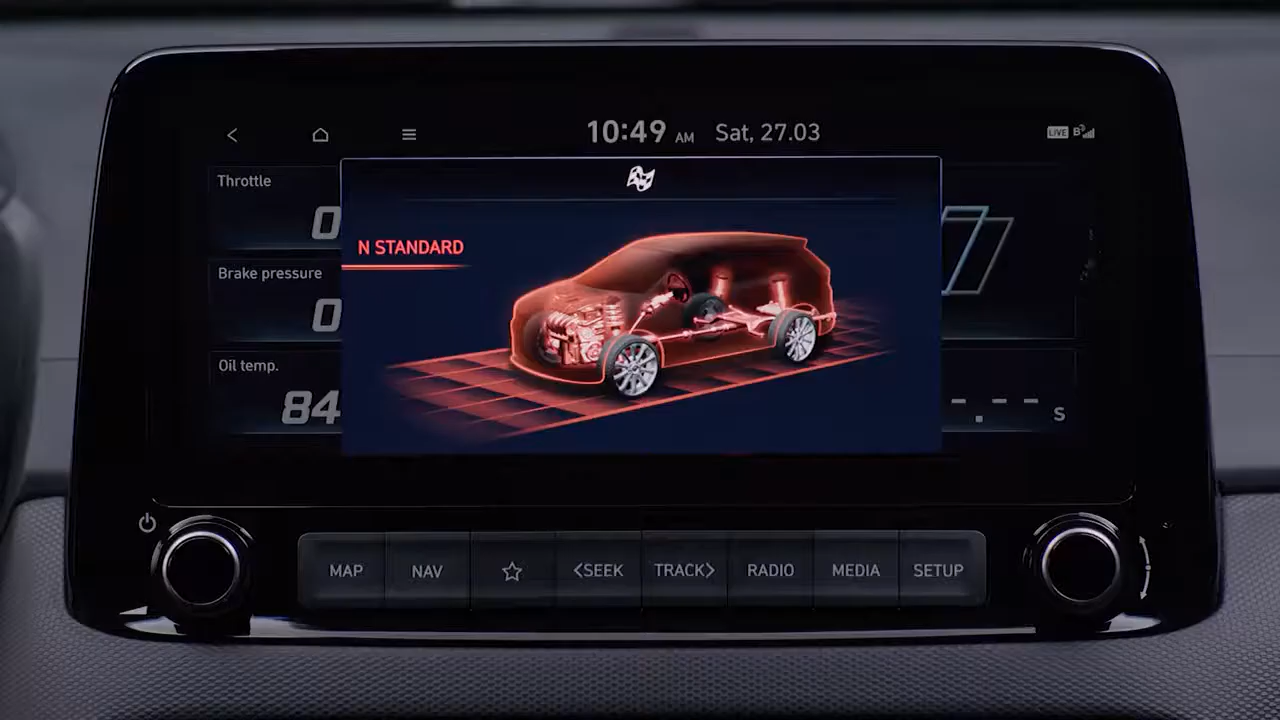 10:49 AM Sat, 27.03
LIVE
Throttle
0
N STANDARD
Brake pressure
0
Oil temp.
84
-.-- S
MAP
NAV
<SEEK
TRACK>
RADIO
MEDIA
SETUP